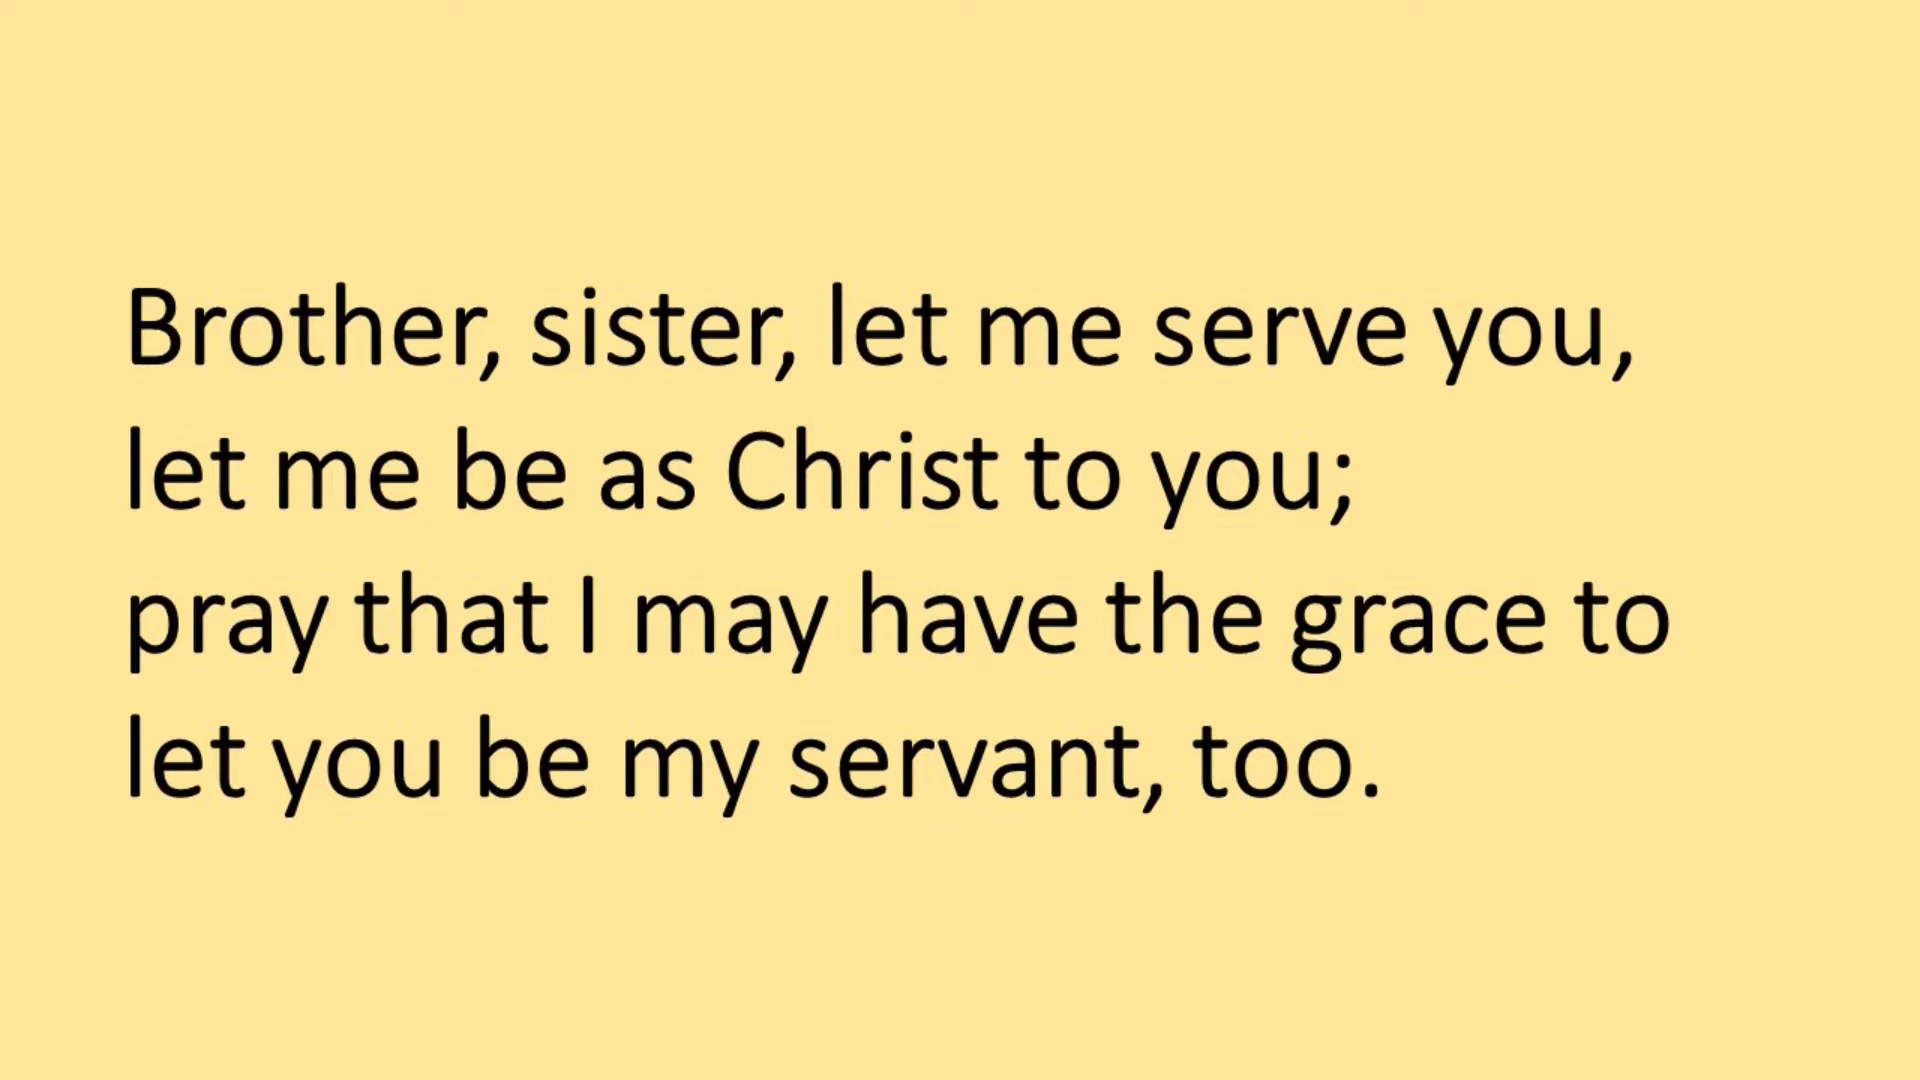 Brother, sister, let me serve you,
let me be as Christ to you;
pray that I may have the grace to
let you be my servant, too.